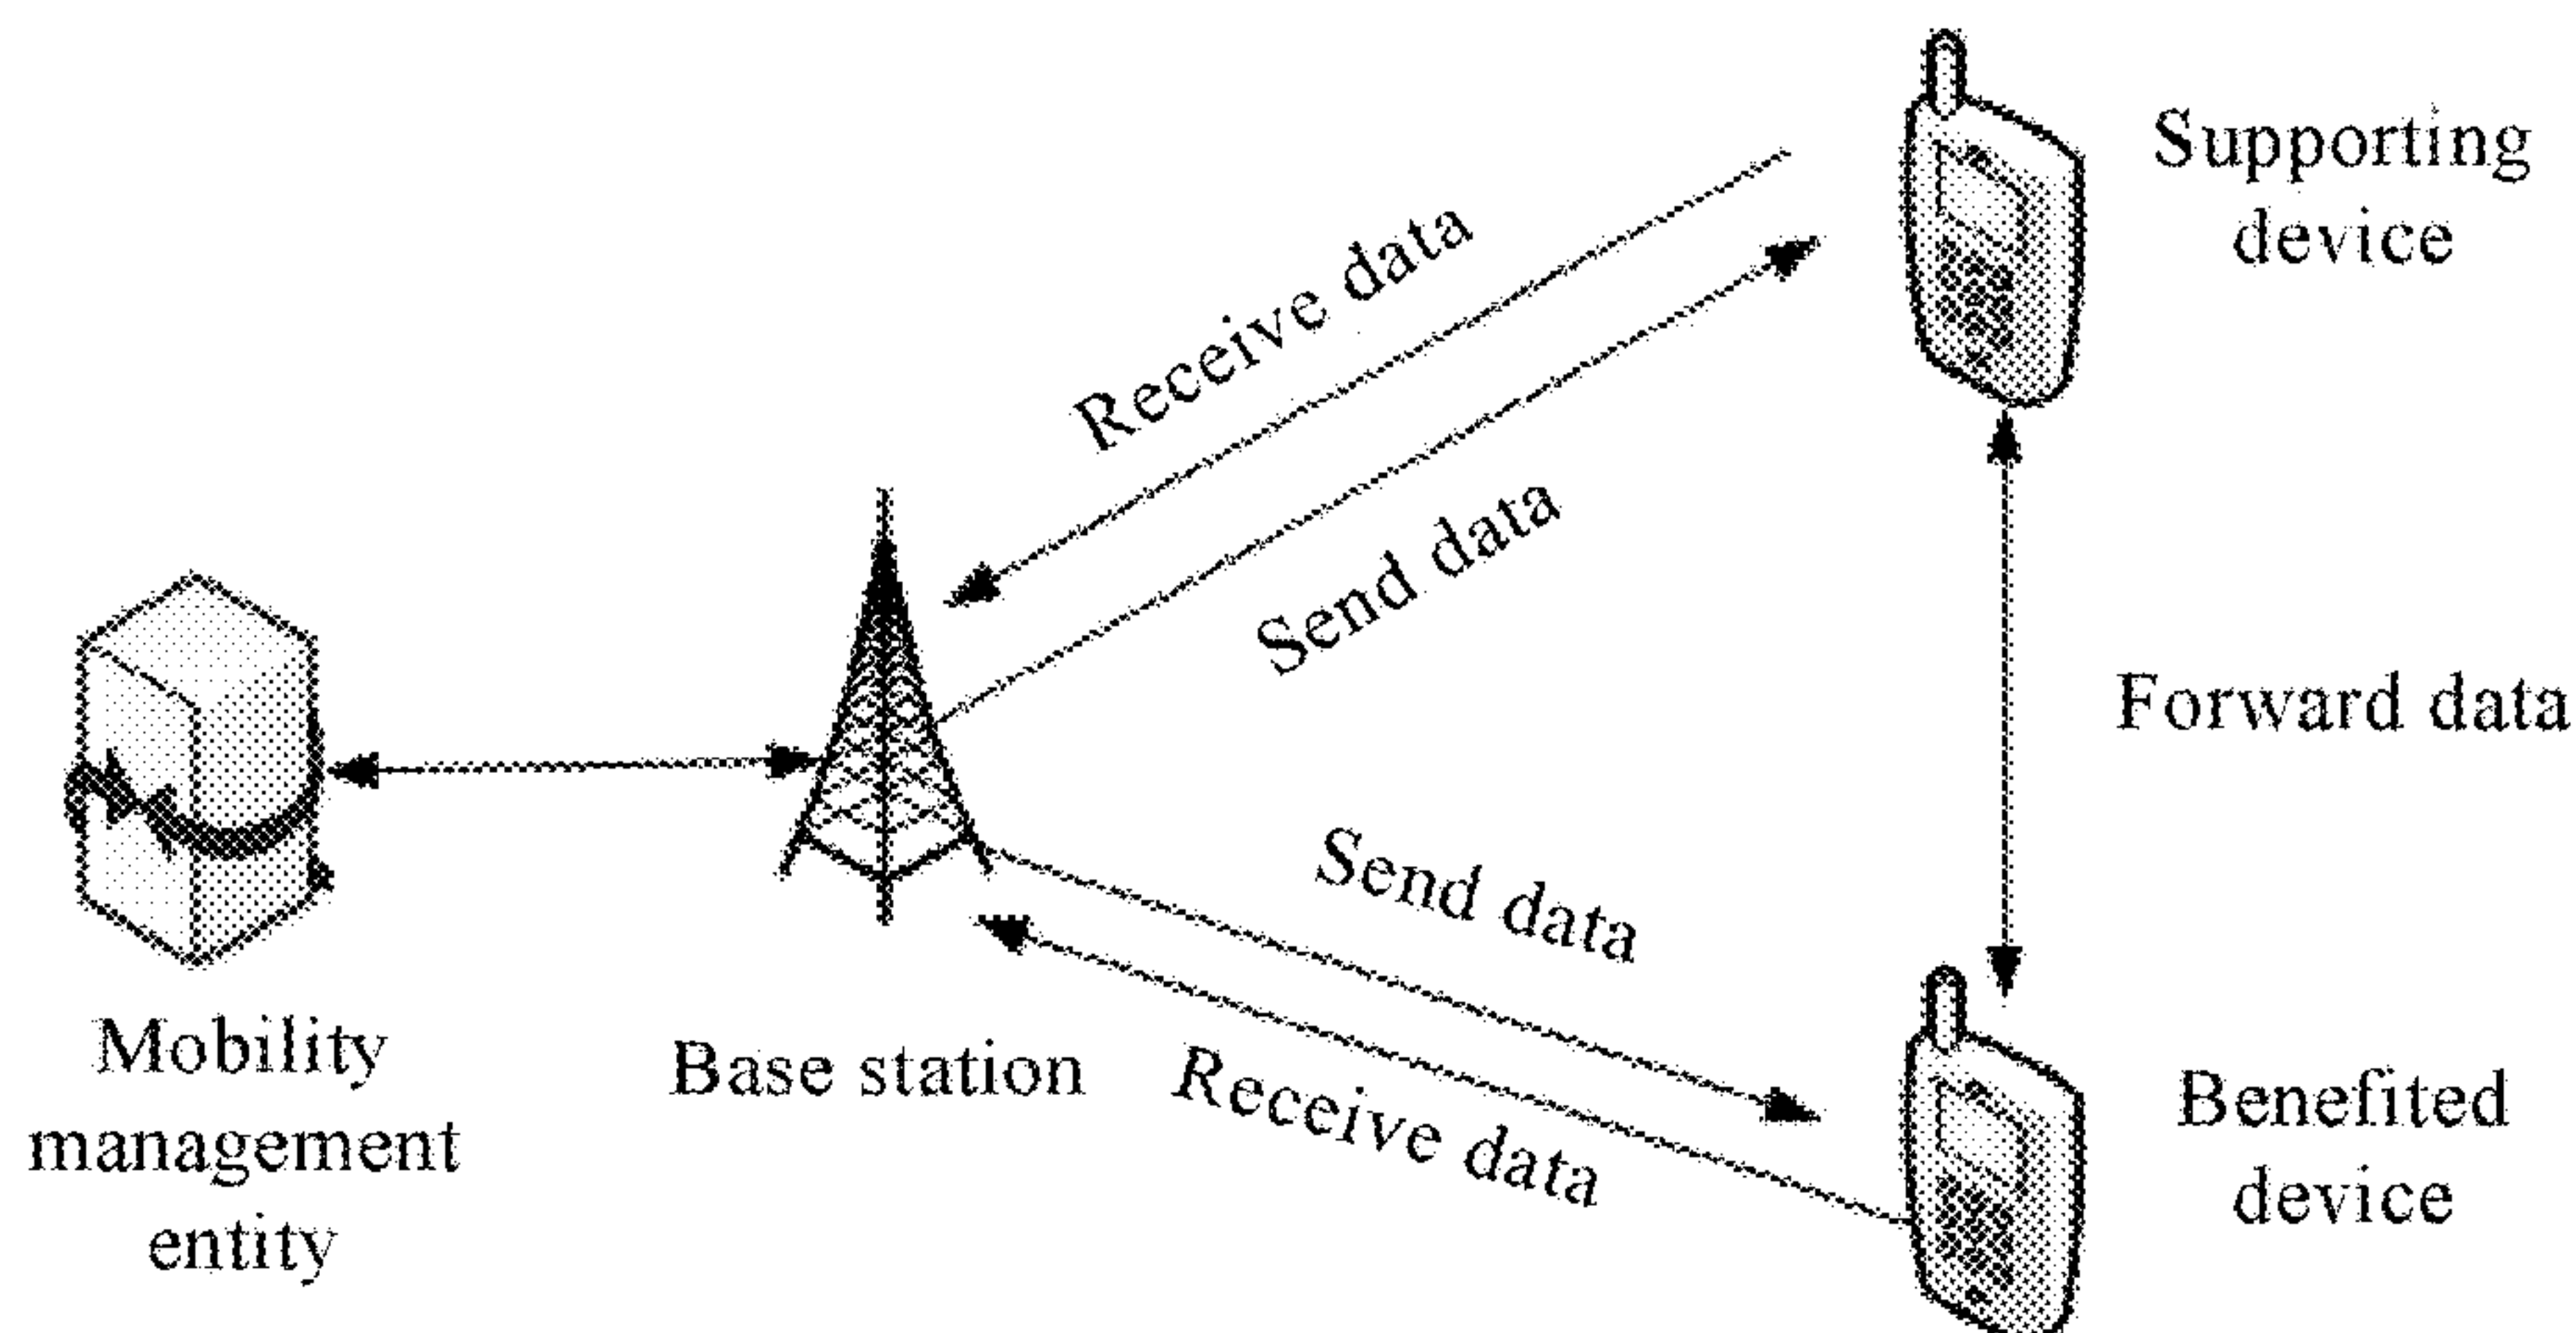 Supporting
device
Receive data
Send data
Forward data
Send data
Receive data
Mobility
management
entity
Base station
Benefited
device